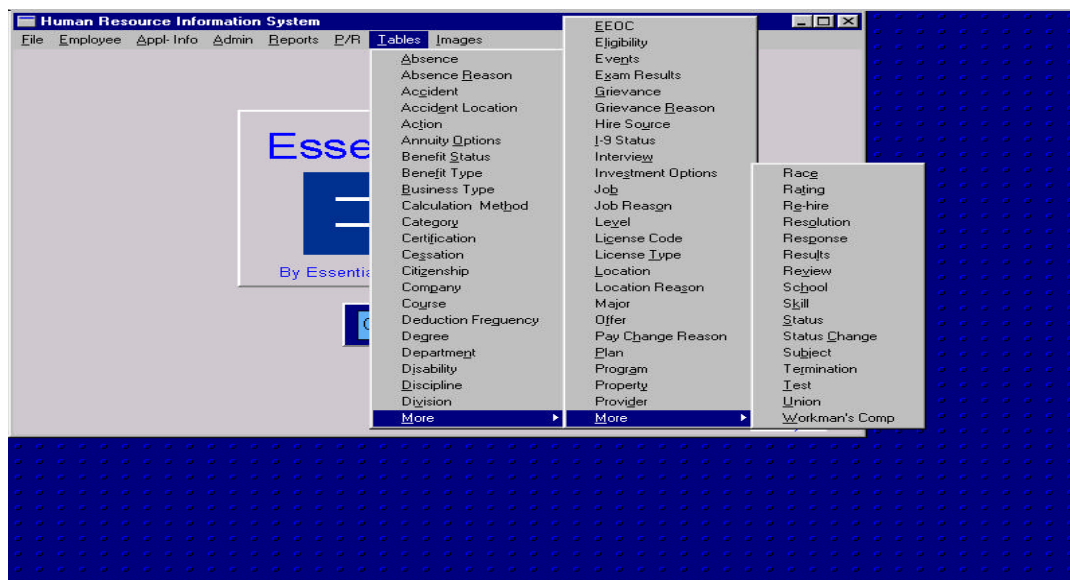 Human Resource Information System
File Employee Appl- Info Admin Reports P/R Tables Images
Absence
Absence Reason
Accident
Accident Location
Action
Annuity Options
Benefit Status
Benefit Type
Business Type
Calculation Method
Category
Certification
Cessation
Citizenship
Company
Course
Deduction Frequency
Degree
Department
Disability
Discipline
Division
More
EEOC
Eligibility
Events
Exam Results
Grievance
Grievance Reason
Hire Source
I-9 Status
Interview
Investment Options
Job
Job Reason
Level
License Code
License Type
Location
Location Reason
Major
Offer
Pay Change Reason
Plan
Program
Property
Provider
More
Race
Rating
Re-hire
Resolution
Response
Results
Review
School
Skill
Status
Status Change
Subject
Termination
Test
Union
Workman's Comp
Esse
By Essentia